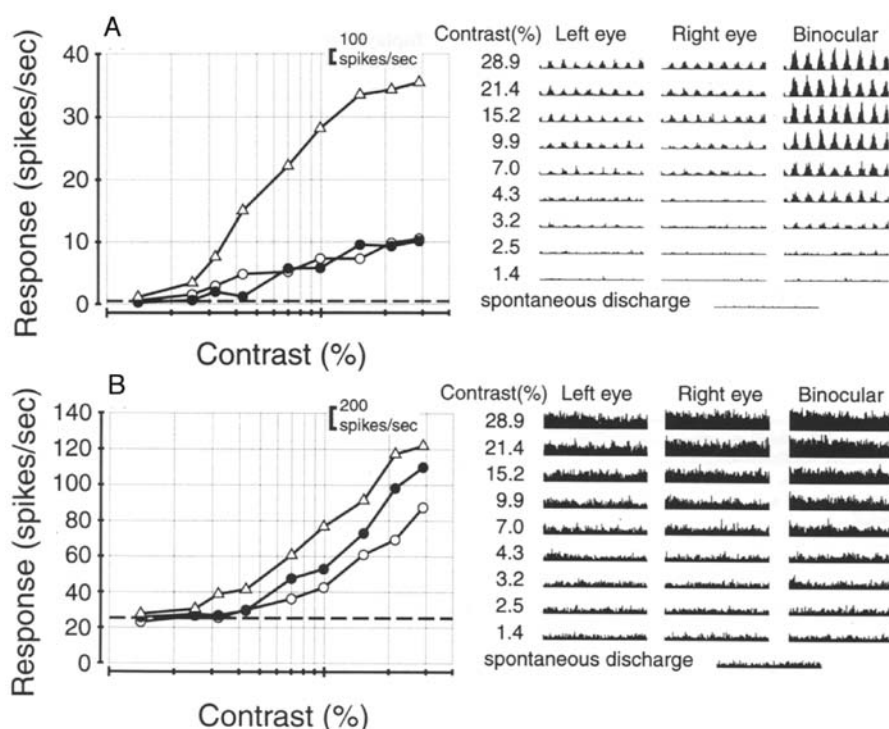 A
100
spikes/sec
Response (spikes/sec)
40
30
20
10
0
Contrast (%)
Contrast(%) Left eye Right eye Binocular
28.9
21.4
15.2
9.9
7.0
4.3
3.2
2.5
1.4
spontaneous discharge
B
200
spikes/sec
Response (spikes/sec)
140
120
100
80
60
40
20
0
Contrast (%)
Contrast(%) Left eye Right eye Binocular
28.9
21.4
15.2
9.9
7.0
4.3
3.2
2.5
1.4
spontaneous discharge